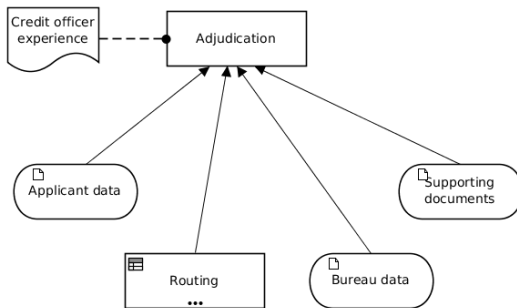 Credit officer
experience
Adjudication
Applicant data
Supporting
documents
Routing
Bureau data